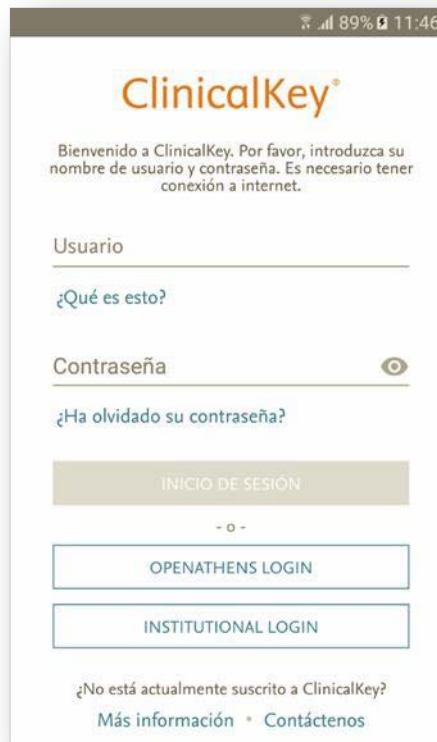 89% 11:46
ClinicalKey®
Bienvenido a ClinicalKey. Por favor, introduzca su
nombre de usuario y contraseña. Es necesario tener
conexión a internet.
Usuario
¿Qué es esto?
Contraseña
¿Ha olvidado su contraseña?
INICIO DE SESIÓN
- o -
OPENATHENS LOGIN
INSTITUTIONAL LOGIN
¿No está actualmente suscrito a ClinicalKey?
Más información • Contáctenos